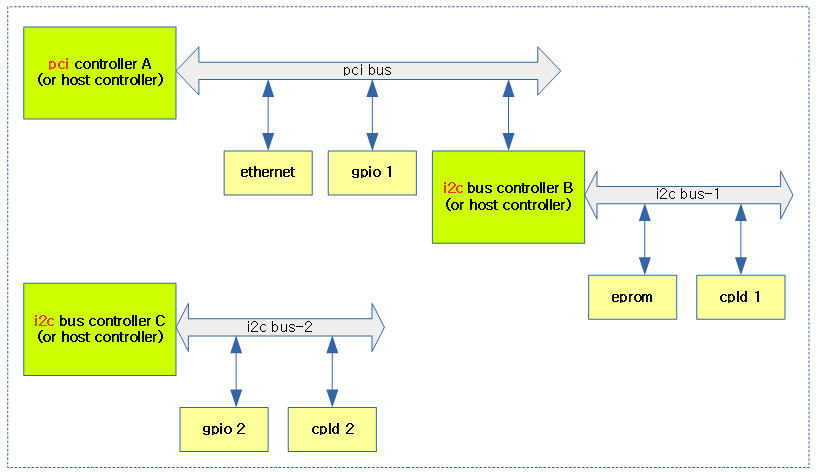 pci controller A
(or host controller)
pci bus
ethernet
gpio 1
i2c bus controller B
(or host controller)
i2c bus-1
eprom
cpld 1
i2c bus controller C
(or host controller)
i2c bus-2
gpio 2
cpld 2